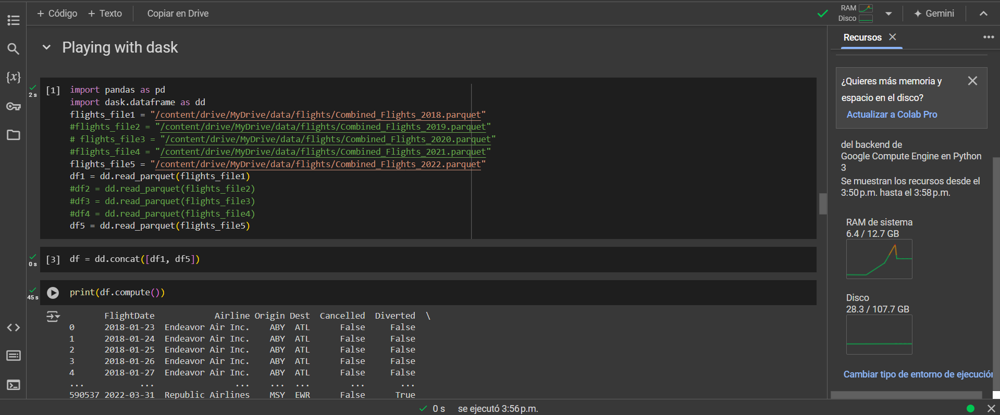 + Código + Texto Copiar en Drive
RAM
Disco
Gemini
Playing with dask
2 s
[1] import pandas as pd
import dask.dataframe as dd
flights_file1 = "/content/drive/MyDrive/data/flights/Combined_Flights_2018.parquet"
#flights_file2 = "/content/drive/MyDrive/data/flights/Combined_Flights_2019.parquet"
# flights_file3 = "/content/drive/MyDrive/data/flights/Combined_Flights_2020.parquet"
#flights_file4 = "/content/drive/MyDrive/data/flights/Combined_Flights_2021.parquet"
flights_file5 = "/content/drive/MyDrive/data/flights/Combined_Flights_2022.parquet"
df1 = dd.read_parquet(flights_file1)
#df2 = dd.read_parquet(flights_file2)
#df3 = dd.read_parquet(flights_file3)
#df4 = dd.read_parquet(flights_file4)
df5 = dd.read_parquet(flights_file5)
0 s
[3] df = dd.concat([df1, df5])
45 s
print(df.compute())
FlightDate Airline Origin Dest Cancelled Diverted \
0 2018-01-23 Endeavor Air Inc. ABY ATL False False
1 2018-01-24 Endeavor Air Inc. ABY ATL False False
2 2018-01-25 Endeavor Air Inc. ABY ATL False False
3 2018-01-26 Endeavor Air Inc. ABY ATL False False
4 2018-01-27 Endeavor Air Inc. ABY ATL False False
... ... ... ... ... ... ...
590537 2022-03-31 Republic Airlines MSY EWR False True
Recursos
¿Quieres más memoria y
espacio en el disco?
Actualizar a Colab Pro
del backend de
Google Compute Engine en Python
3
Se muestran los recursos desde el
3:50 p.m. hasta el 3:58 p.m.
RAM de sistema
6.4 / 12.7 GB
Disco
28.3 / 107.7 GB
Cambiar tipo de entorno de ejecución
0 s se ejecutó 3:56 p.m.